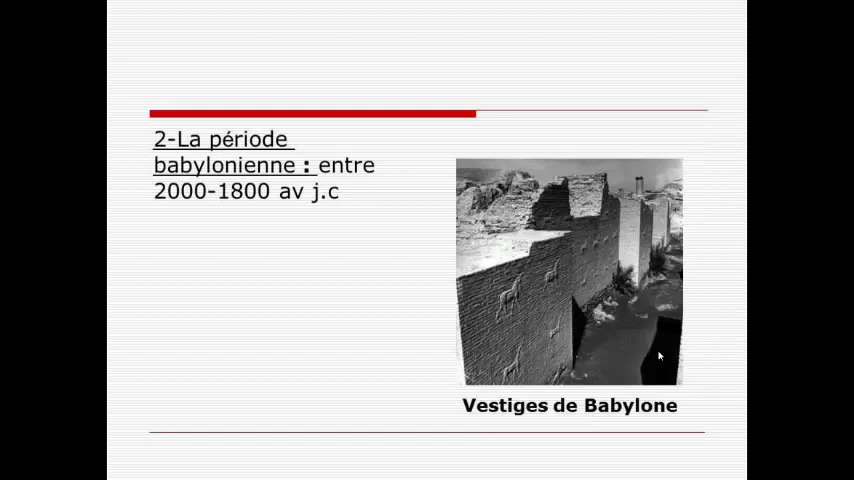 2-La période
babylonienne : entre
2000-1800 av j.c
Vestiges de Babylone